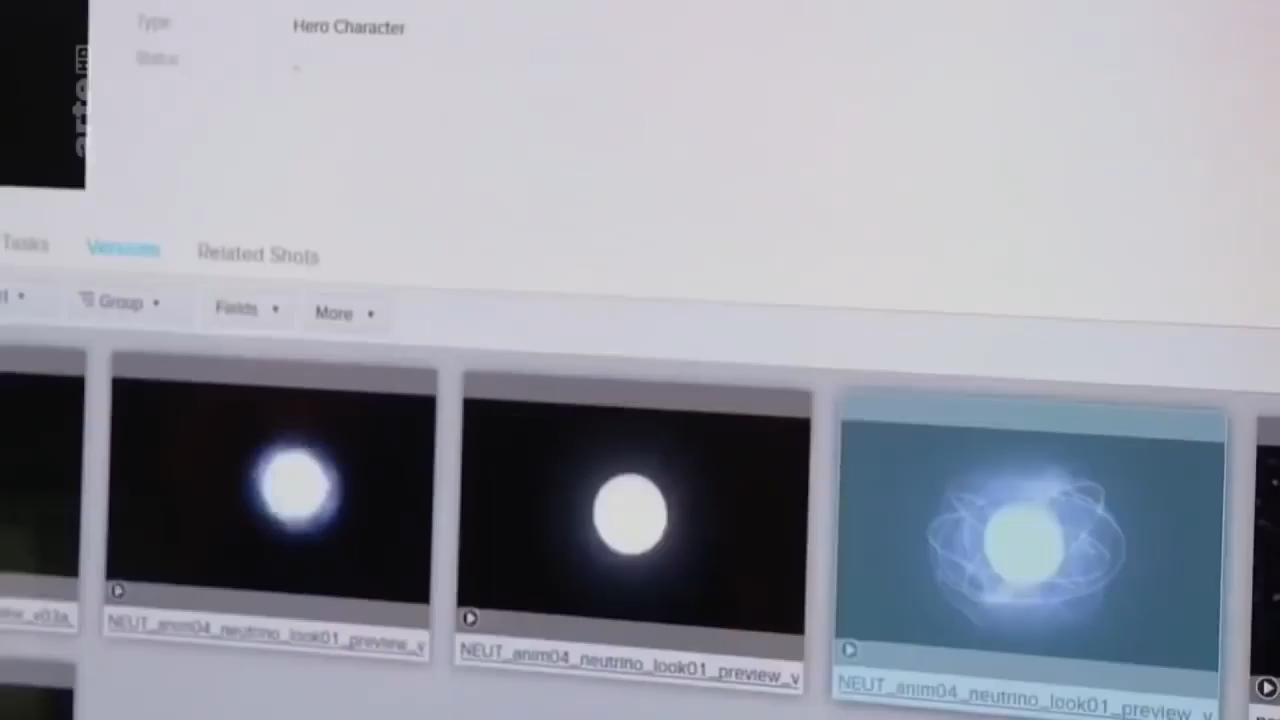 Type Hero Character
Status -
arte HD
Tasks Versions Related Shots
Group Fields More
NEUT_anim04_neutrino_look01_preview_v
NEUT_anim04_neutrino_look01_preview_v
NEUT_anim04_neutrino_look01_preview_v